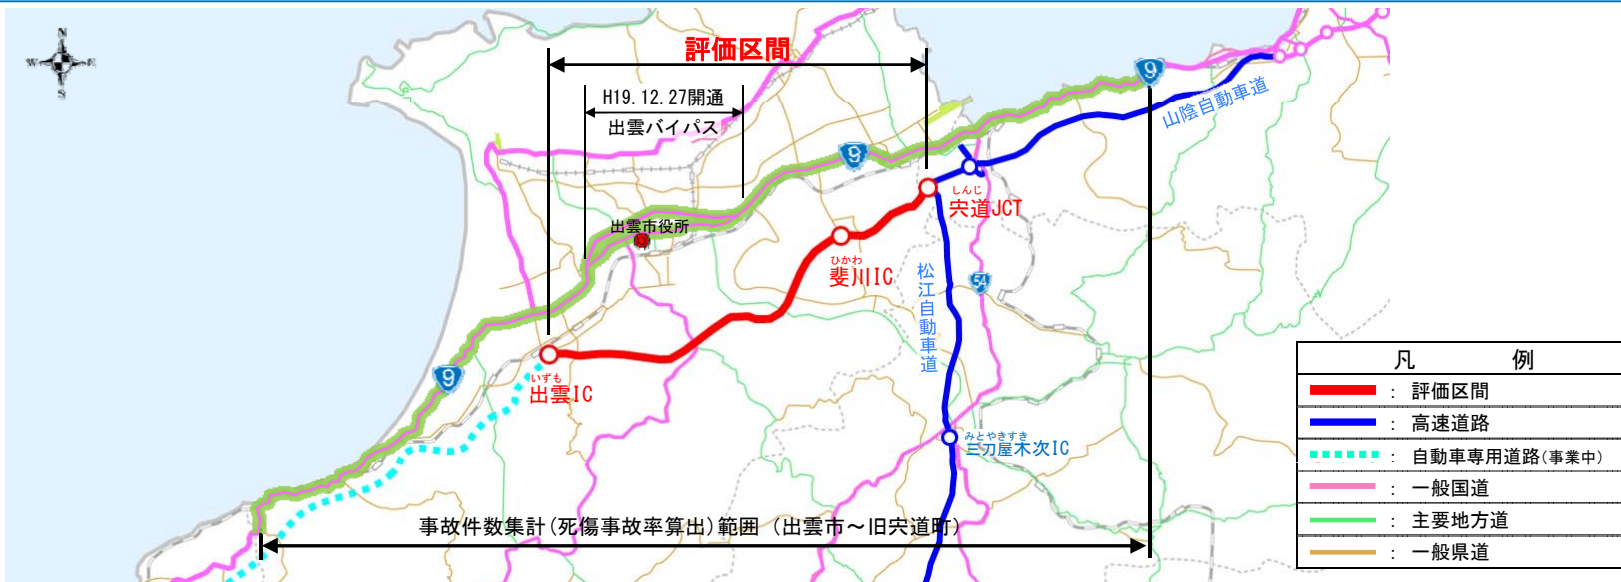 N
W
E
S
評価区間
H19.12.27開通
出雲バイパス
9
山陰自動車道
9
しんじ
宍道JCT
出雲市役所
ひかわ
斐川IC
松江自動車道
54
9
いずも
出雲IC
みとやきすき
三刀屋木次IC
事故件数集計(死傷事故率算出)範囲 (出雲市～旧宍道町)
凡 例
: 評価区間
: 高速道路
: 自動車専用道路(事業中)
: 一般国道
: 主要地方道
: 一般県道